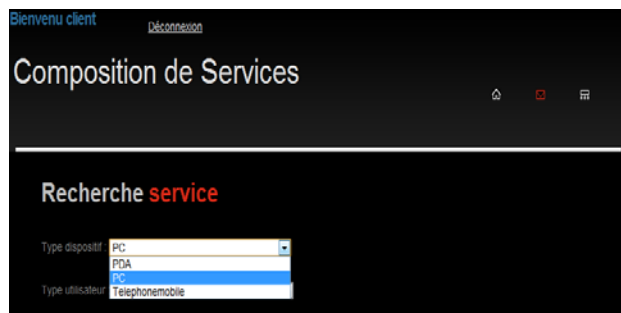 Bienvenu client
Déconnexion
Composition de Services
Recherche service
Type dispositif : PC
PDA
PC
Type utilisateur Telephonemobile